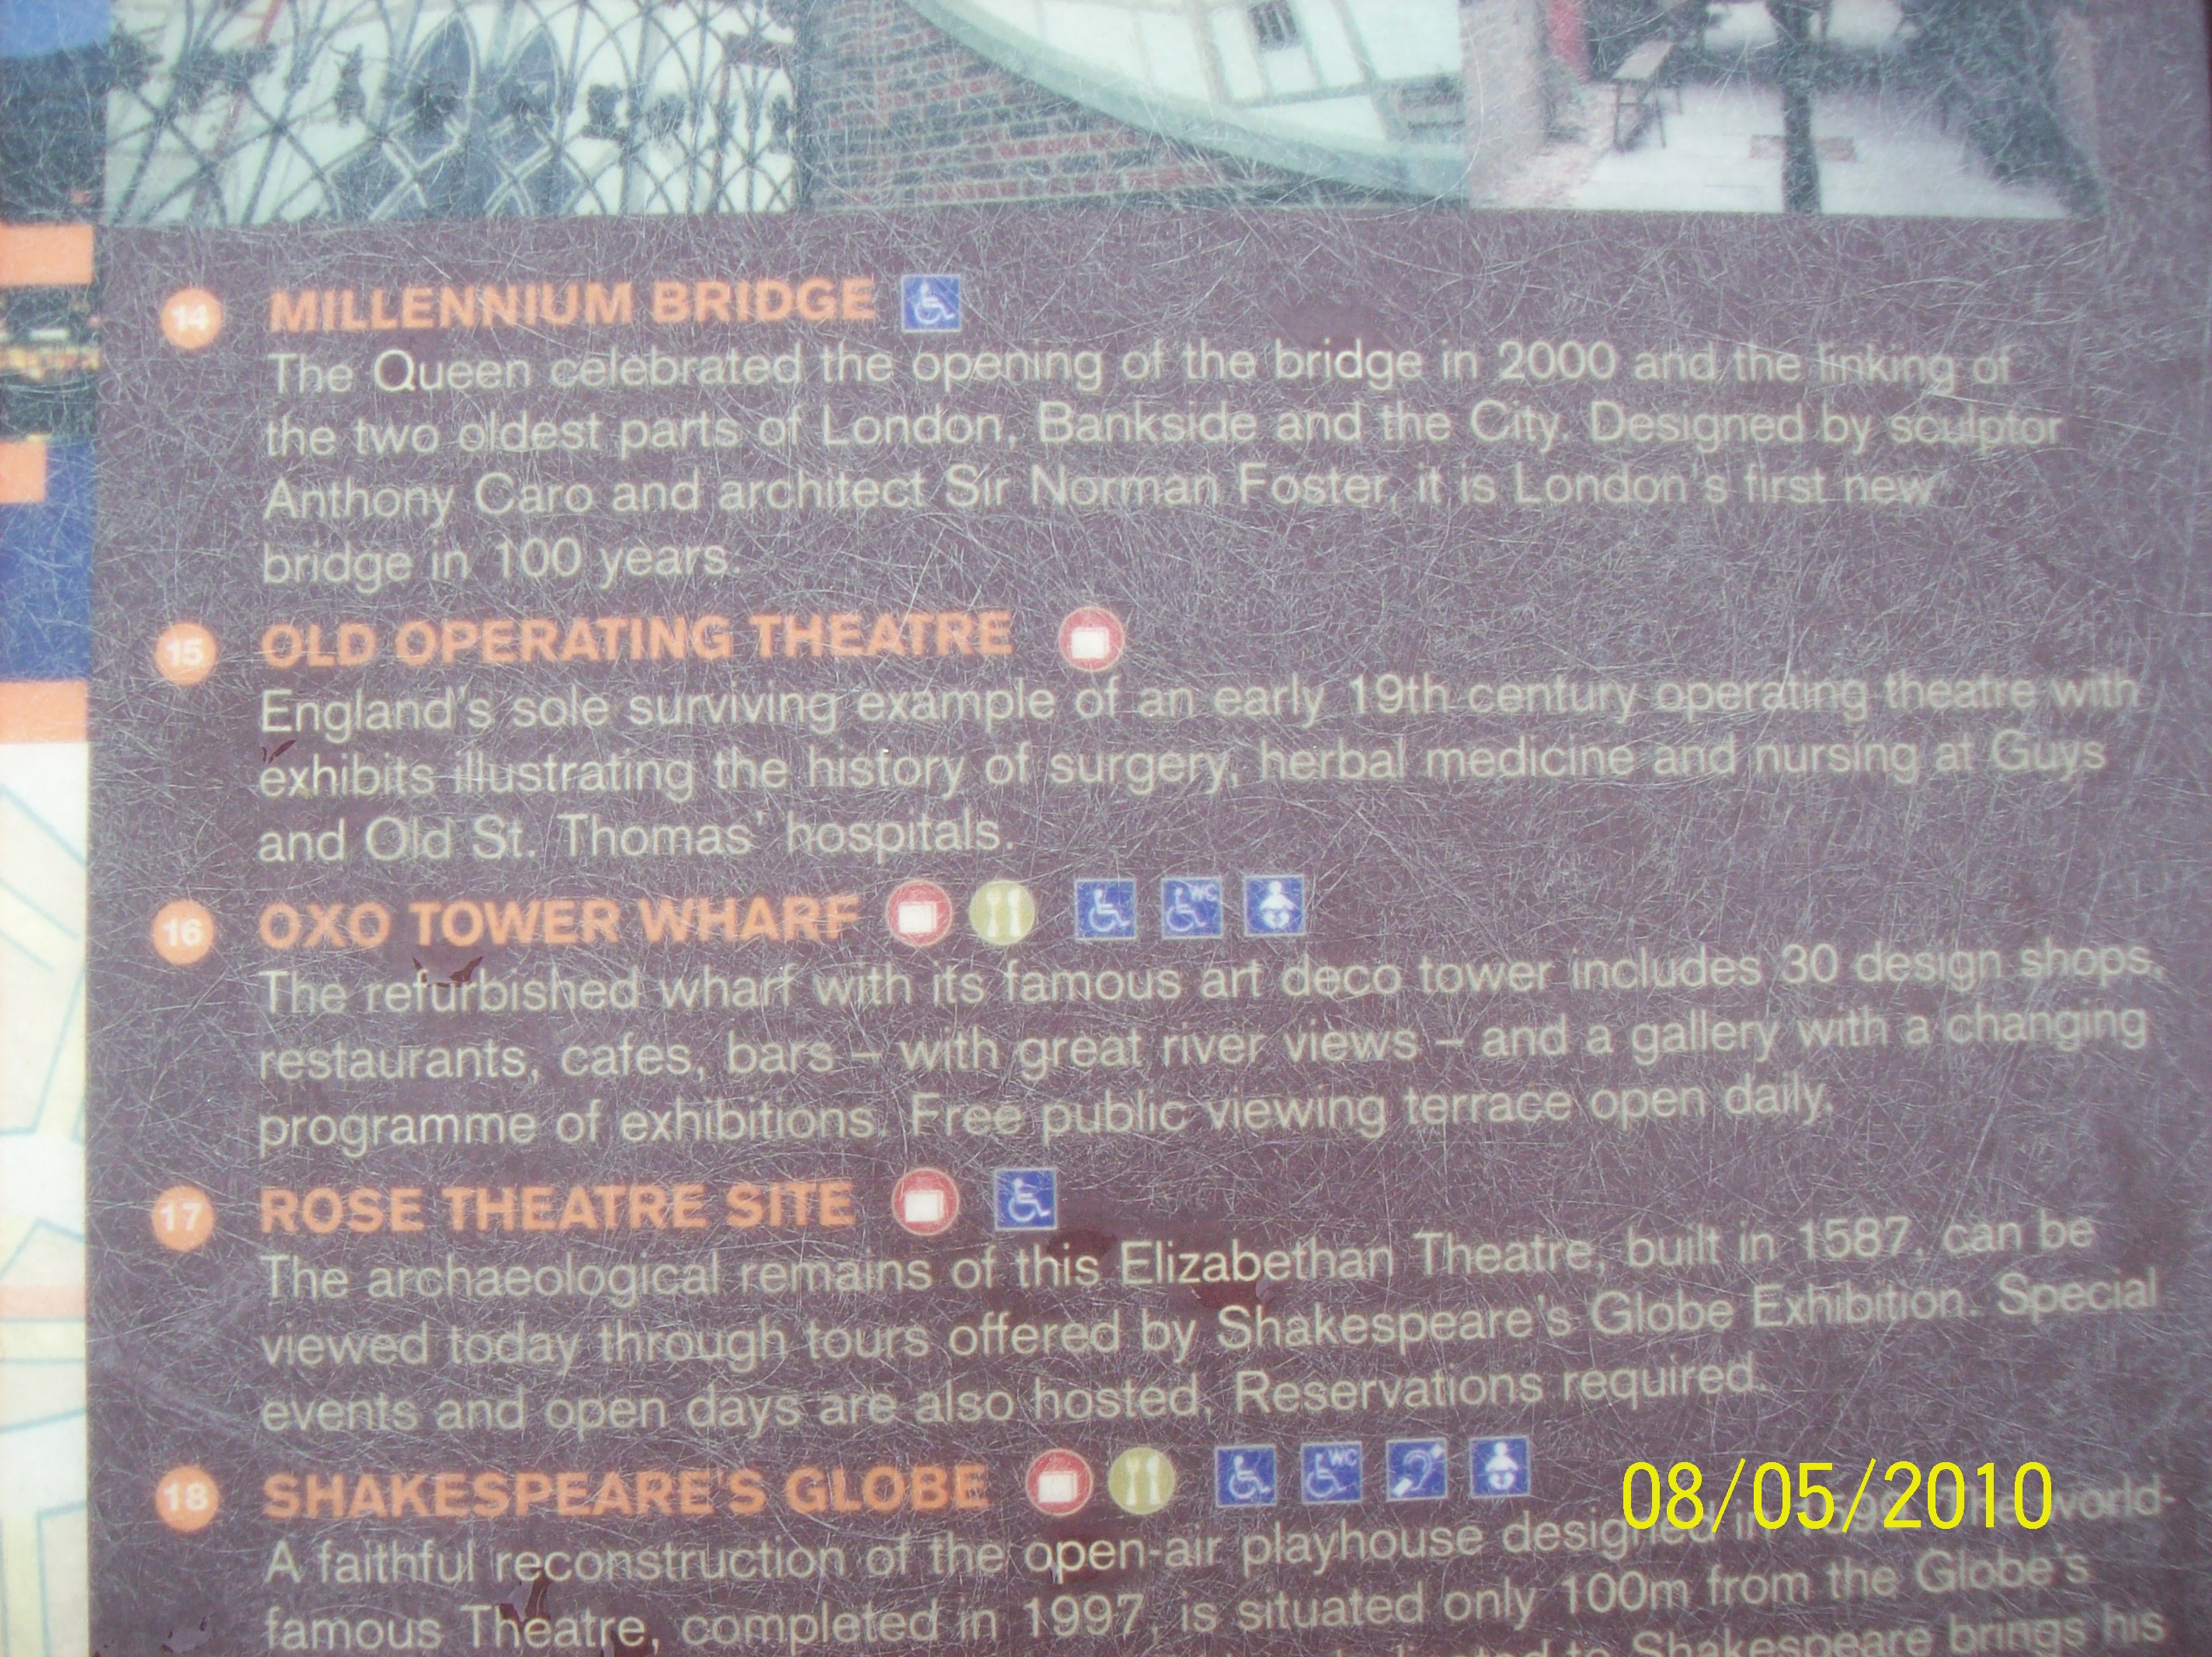 14 MILLENNIUM BRIDGE
The Queen celebrated the opening of the bridge in 2000 and the linking of
the two oldest parts of London, Bankside and the City. Designed by sculptor
Anthony Caro and architect Sir Norman Foster, it is London's first new
bridge in 100 years.
15 OLD OPERATING THEATRE
England's sole surviving example of an early 19th century operating theatre with
exhibits illustrating the history of surgery, herbal medicine and nursing at Guys
and Old St. Thomas' hospitals.
16 OXO TOWER WHARF WC
The refurbished wharf with its famous art deco tower includes 30 design shops,
restaurants, cafes, bars – with great river views – and a gallery with a changing
programme of exhibitions. Free public viewing terrace open daily.
17 ROSE THEATRE SITE
The archaeological remains of this Elizabethan Theatre, built in 1587, can be
viewed today through tours offered by Shakespeare's Globe Exhibition. Special
events and open days are also hosted, Reservations required.
18 SHAKESPEARE'S GLOBE WC
08/05/2010
A faithful reconstruction of the open-air playhouse designed in world-
famous Theatre, completed in 1997, is situated only 100m from the Globe's
to Shakespeare brings his